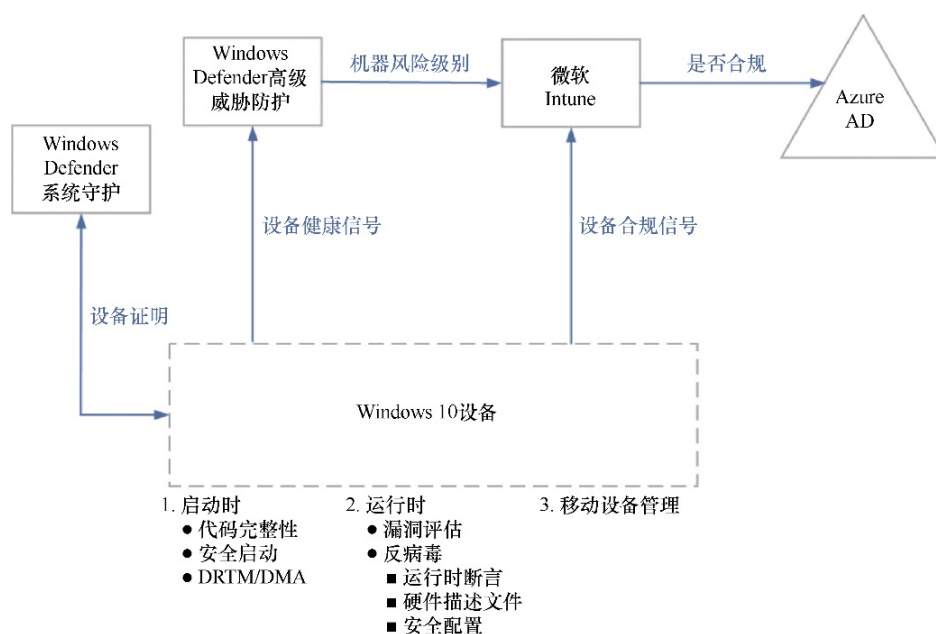 Windows
Defender高级
威胁防护
机器风险级别
微软
Intune
是否合规
Azure
AD
Windows
Defender
系统守护
设备健康信号
设备合规信号
设备证明
Windows 10设备
1. 启动时
● 代码完整性
● 安全启动
● DRTM/DMA
2. 运行时
● 漏洞评估
● 反病毒
■ 运行时断言
■ 硬件描述文件
■ 安全配置
3. 移动设备管理